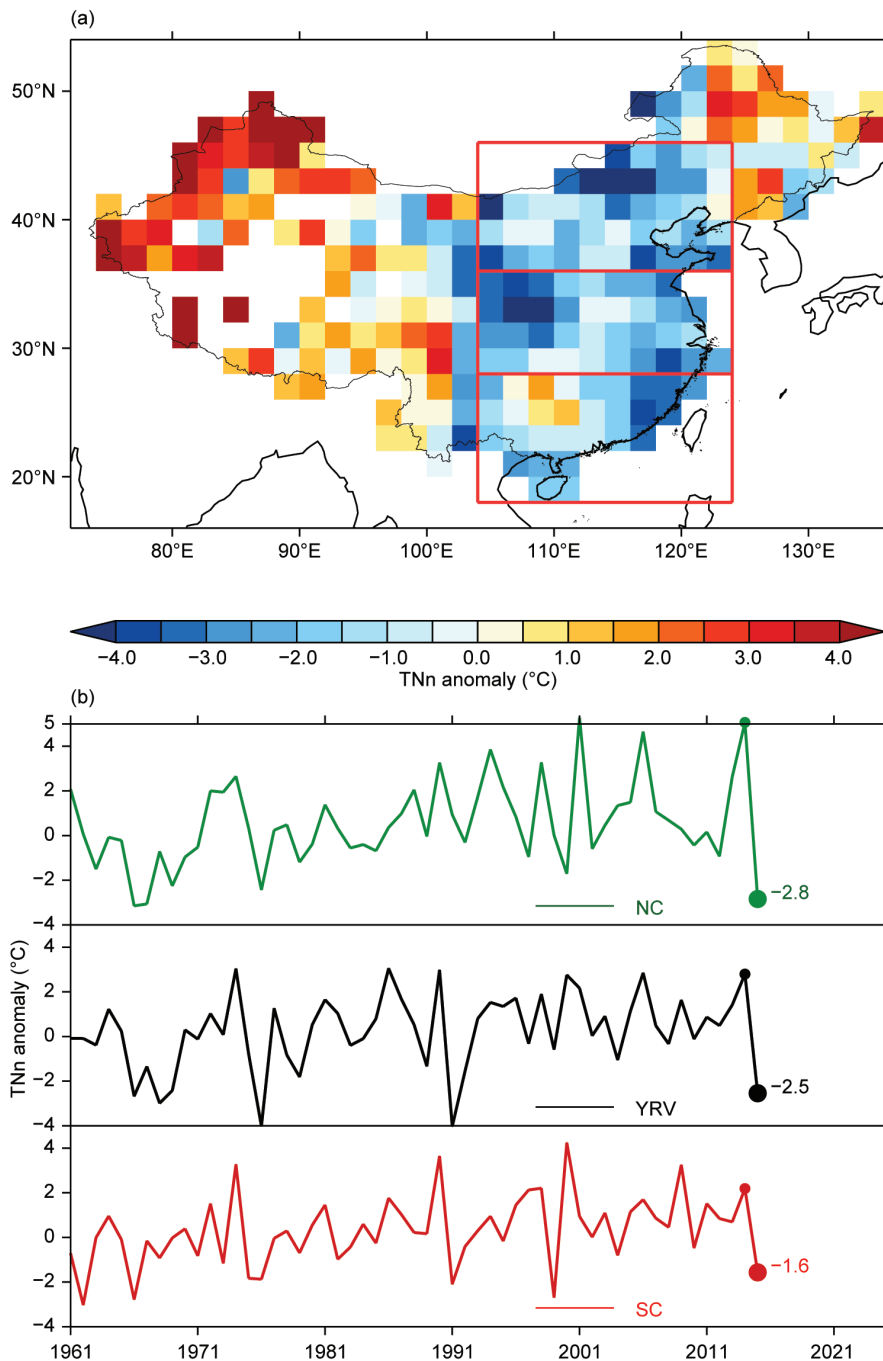 (a)
50°N
40°N
30°N
20°N
80°E 90°E 100°E 110°E 120°E 130°E
−4.0 −3.0 −2.0 −1.0 0.0 1.0 2.0 3.0 4.0
TNn anomaly (°C)
(b)
5
4
2
0
−2
−4
NC
−2.8
4
2
0
−2
−4
YRV
−2.5
TNn anomaly (°C)
4
2
0
−2
−4
SC
−1.6
1961 1971 1981 1991 2001 2011 2021